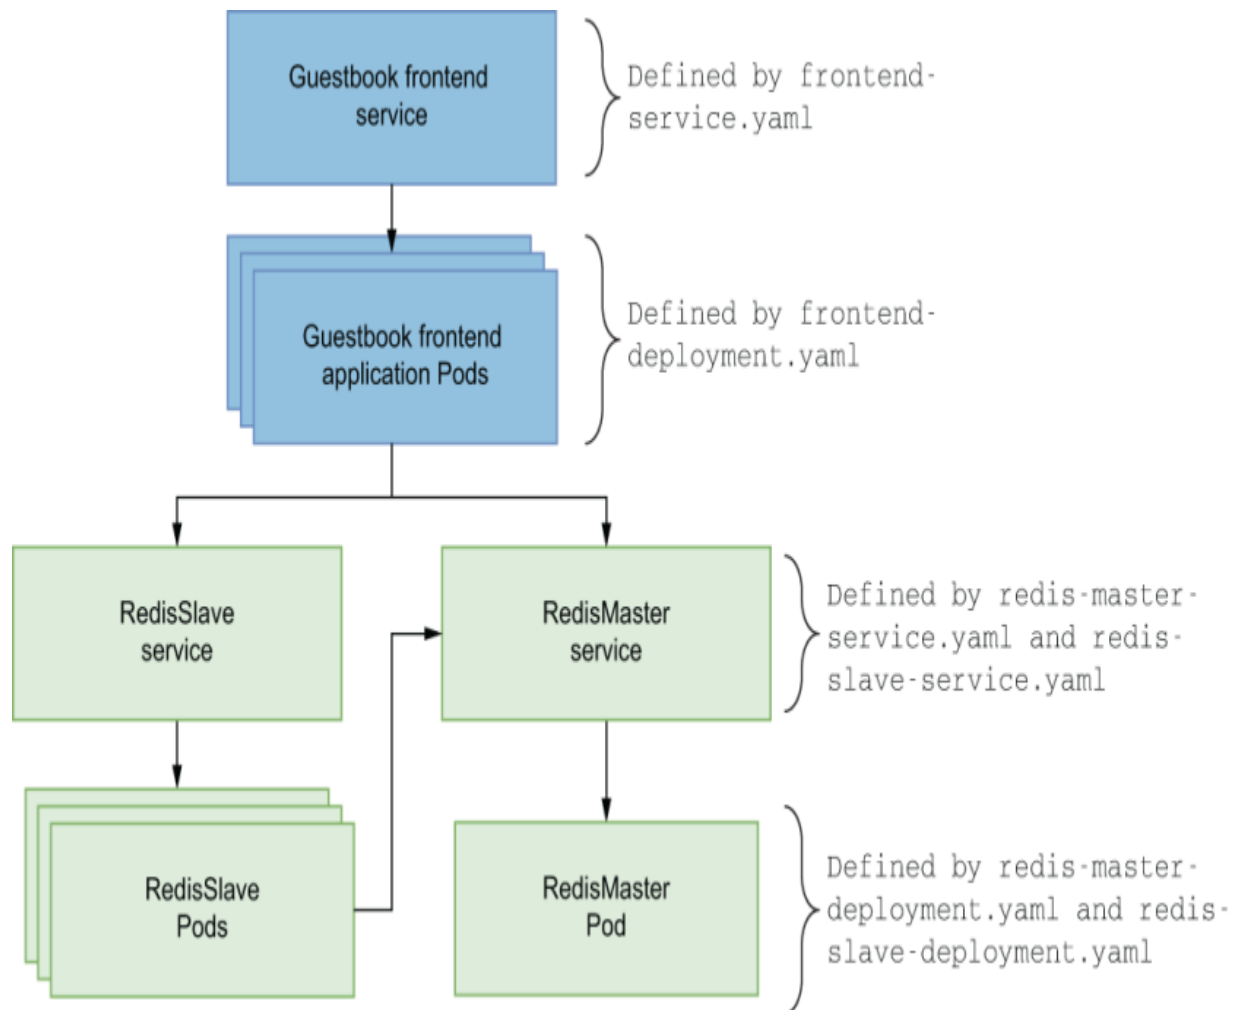 Guestbook frontend
service
Defined by frontend-
service.yaml
Guestbook frontend
application Pods
Defined by frontend-
deployment.yaml
RedisSlave
service
RedisMaster
service
Defined by redis-master-
service.yaml and redis-
slave-service.yaml
RedisSlave
Pods
RedisMaster
Pod
Defined by redis-master-
deployment.yaml and redis-
slave-deployment.yaml